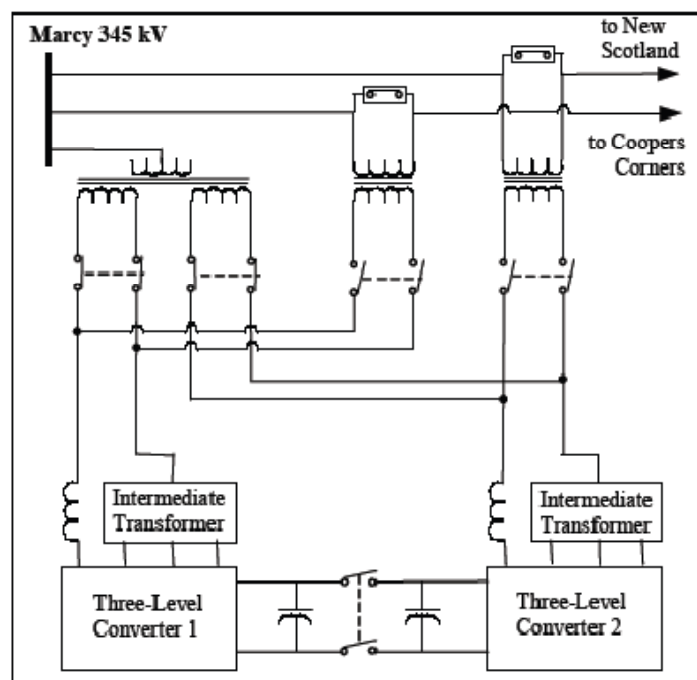 Marcy 345 kV
to New
Scotland
to Coopers
Corners
Intermediate
Transformer
Intermediate
Transformer
Three-Level
Converter 1
Three-Level
Converter 2